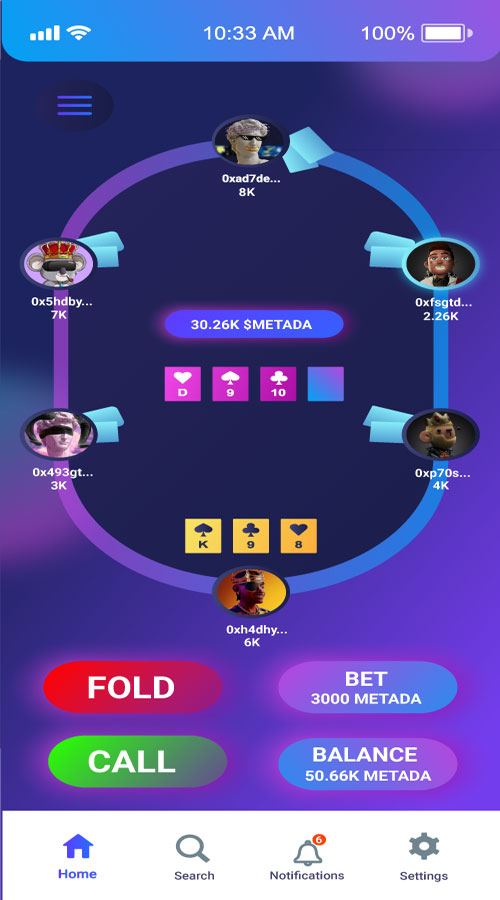 10:33 AM 100%
0xad7de...
8K
0x5hdby... 0xfsgtd...
7K 2.26K
30.26K $METADA
D 9 10
0x493gt... 0xp70s...
3K 4K
K 9 8
0xh4dhy...
6K
FOLD BET
3000 METADA
CALL BALANCE
50.66K METADA
6
Home Search Notifications Settings